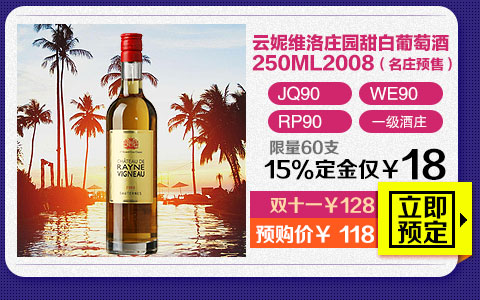 云妮维洛庄园甜白葡萄酒
250ML2008（名庄预售）
JQ90 WE90
RP90 一级酒庄
限量60支
15%定金仅￥18
双十一￥128
预购价￥ 118
立即
预定
CHÂTEAU DE
RAYNE
VIGNEAU
SAUTERNES